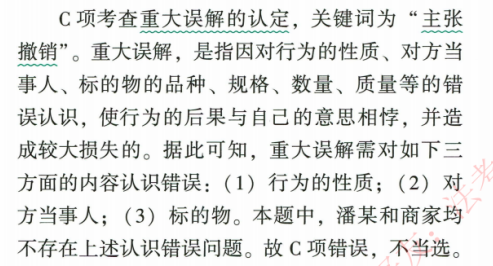 C 项考查重大误解的认定，关键词为“主张
撤销”。重大误解，是指因对行为的性质、对方当
事人、标的物的品种、规格、数量、质量等的错
误认识，使行为的后果与自己的意思相悖，并造
成较大损失的。据此可知，重大误解需对如下三
方面的内容认识错误：（1）行为的性质；（2）对
方当事人；（3）标的物。本题中，潘某和商家均
不存在上述认识错误问题。故 C 项错误，不当选。
法考